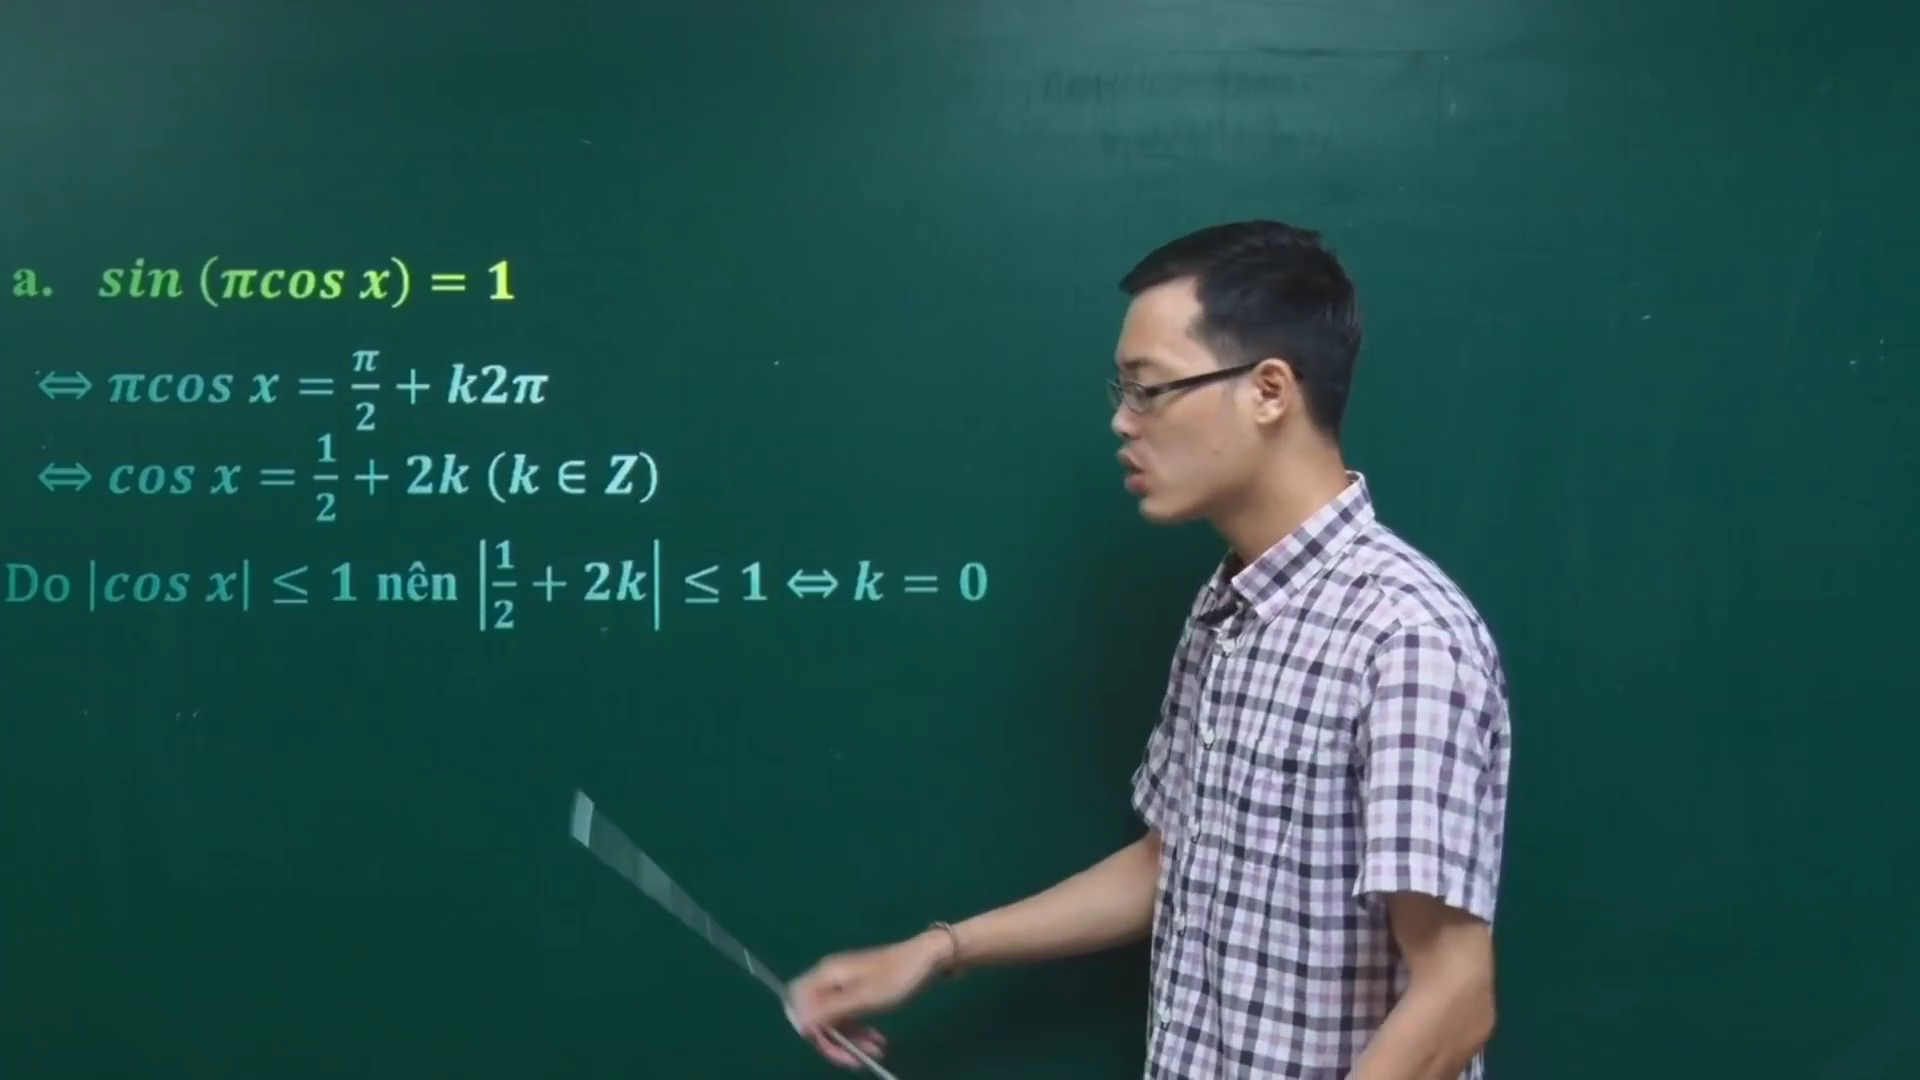 a. sin (πcos x) = 1
⇔ πcos x = π/2 + k2π
⇔ cos x = 1/2 + 2k (k ∈ Z)
Do |cos x| ≤ 1 nên |1/2 + 2k| ≤ 1 ⇔ k = 0